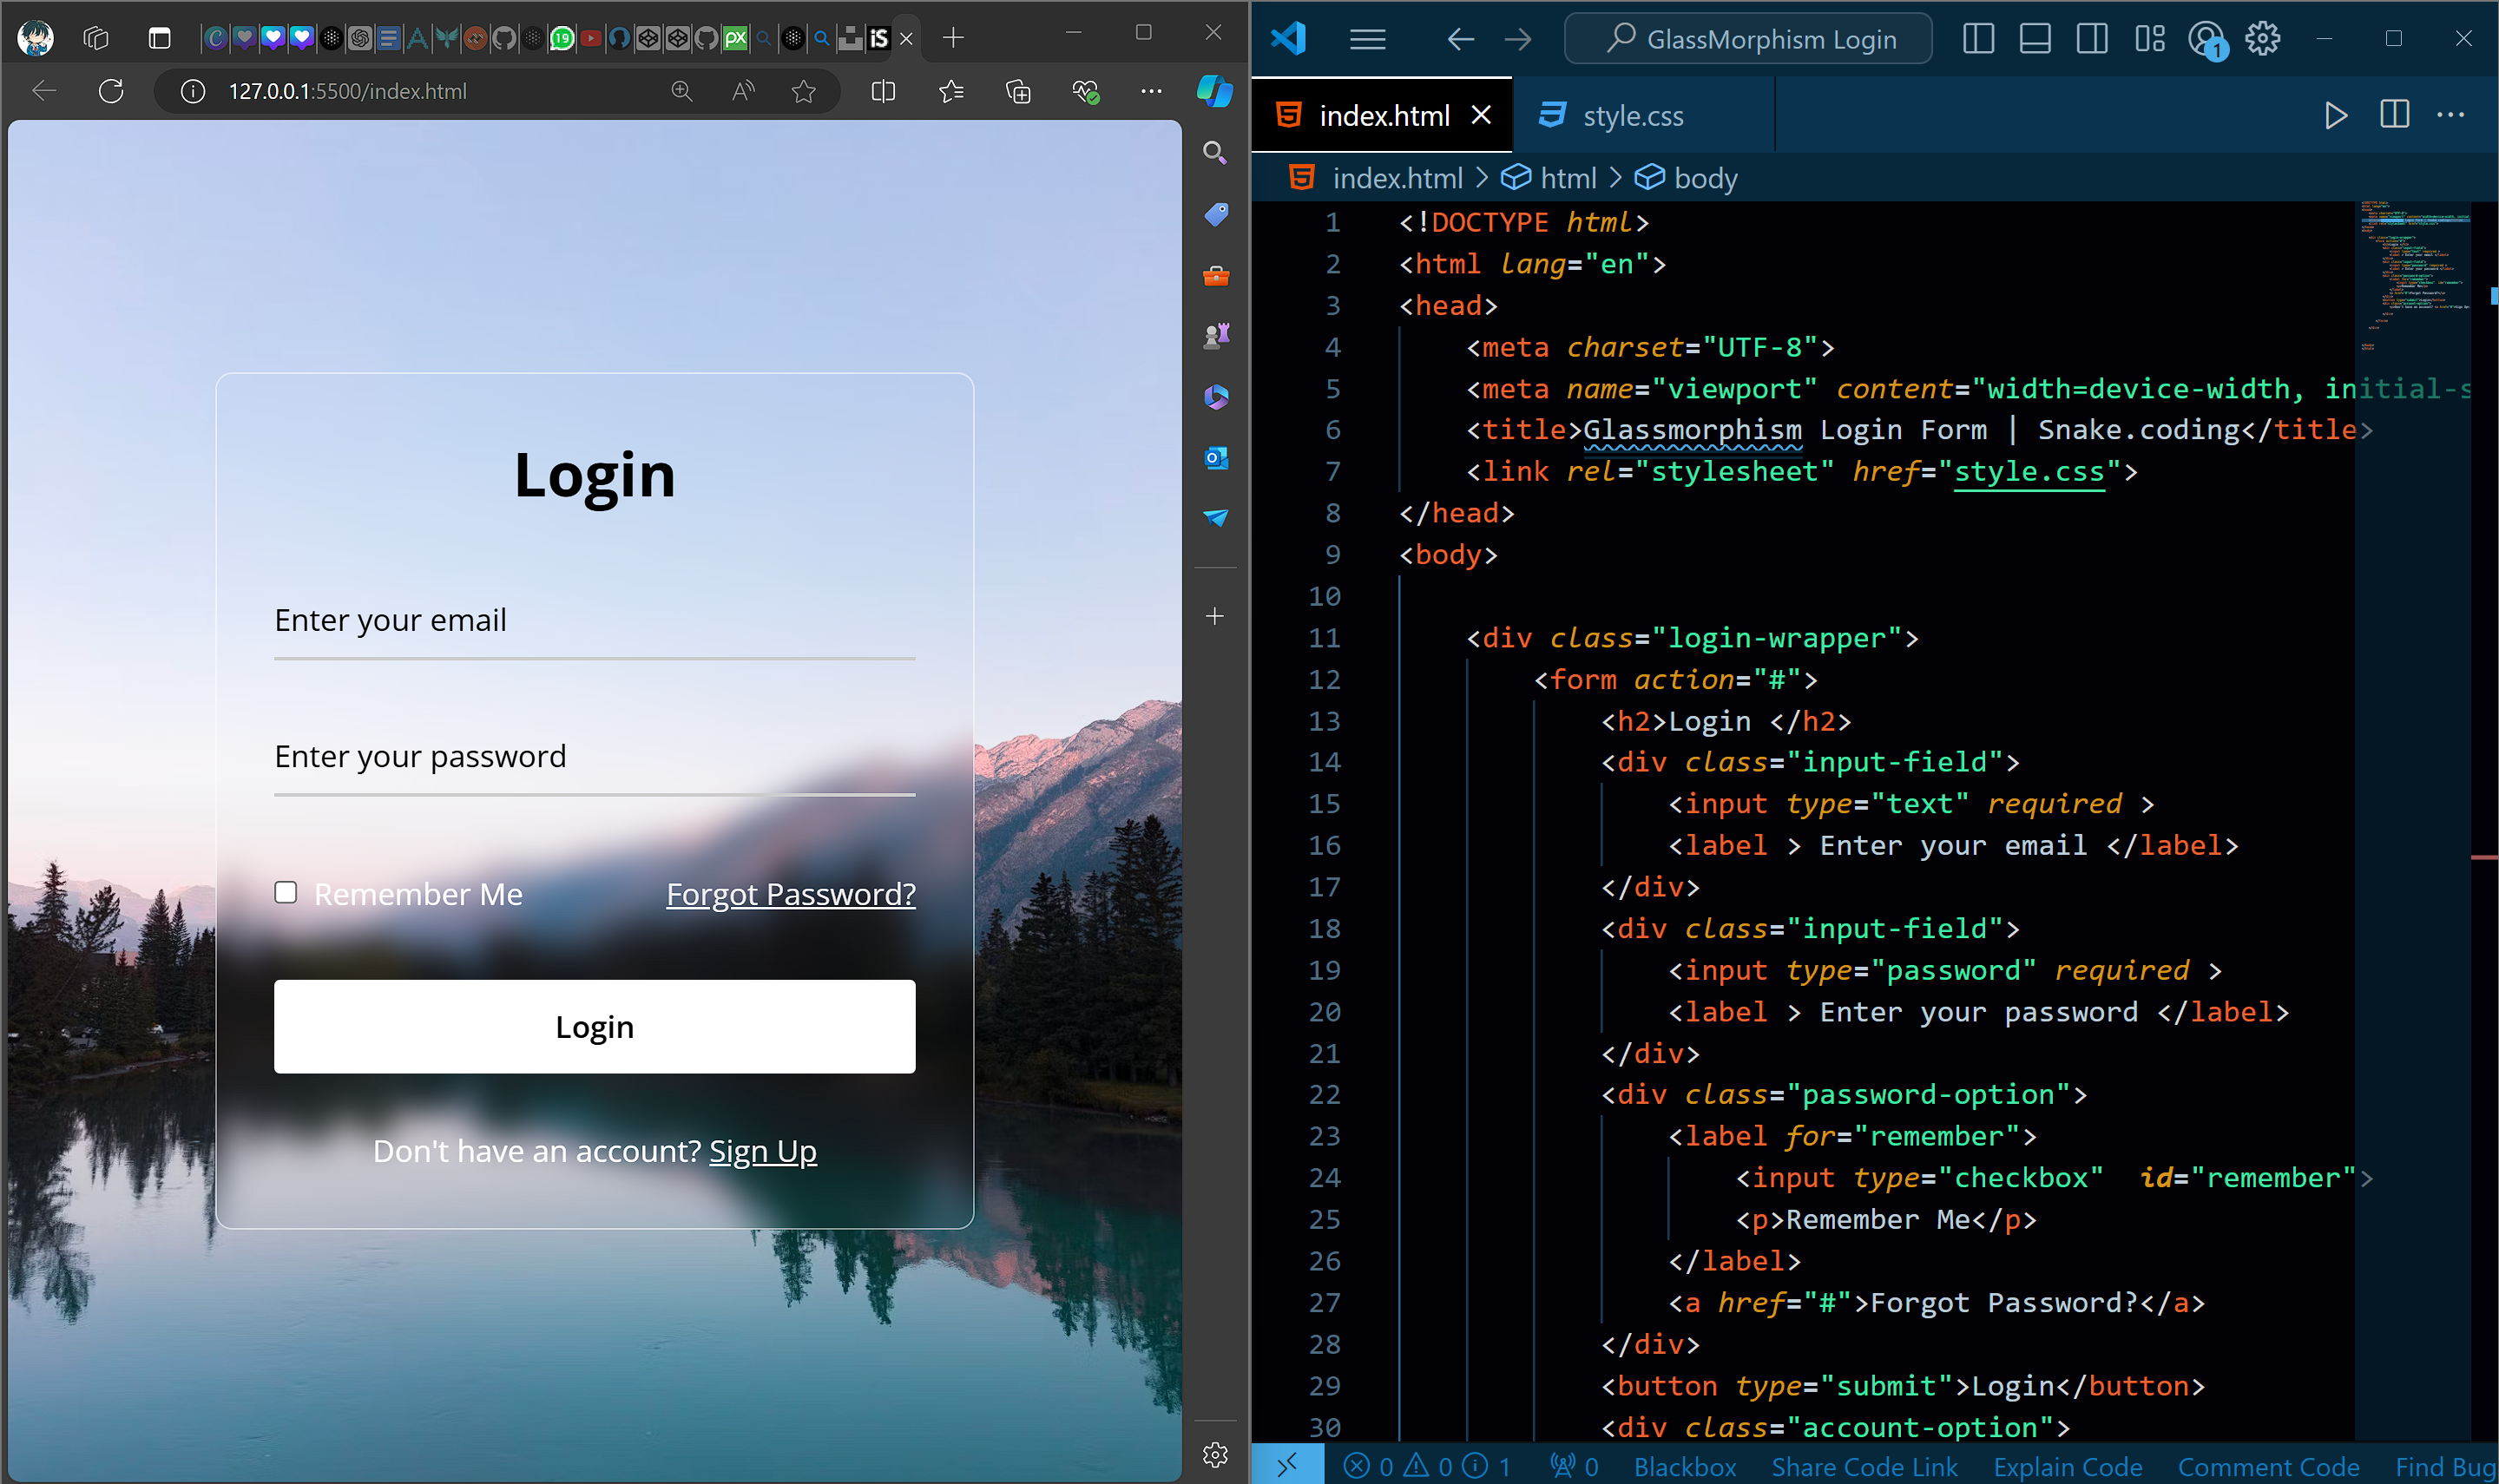 19
iS
127.0.0.1:5500/index.html
Login
Enter your email
Enter your password
Remember Me
Forgot Password?
Login
Don't have an account? Sign Up
GlassMorphism Login
1
index.html
style.css
index.html > html > body
1 <!DOCTYPE html>
2 <html lang="en">
3 <head>
4 <meta charset="UTF-8">
5 <meta name="viewport" content="width=device-width, initial-s
6 <title>Glassmorphism Login Form | Snake.coding</title>
7 <link rel="stylesheet" href="style.css">
8 </head>
9 <body>
10
11 <div class="login-wrapper">
12 <form action="#">
13 <h2>Login </h2>
14 <div class="input-field">
15 <input type="text" required >
16 <label > Enter your email </label>
17 </div>
18 <div class="input-field">
19 <input type="password" required >
20 <label > Enter your password </label>
21 </div>
22 <div class="password-option">
23 <label for="remember">
24 <input type="checkbox"  id="remember">
25 <p>Remember Me</p>
26 </label>
27 <a href="#">Forgot Password?</a>
28 </div>
29 <button type="submit">Login</button>
30 <div class="account-option">
0 0 1 0 Blackbox Share Code Link Explain Code Comment Code Find Bug